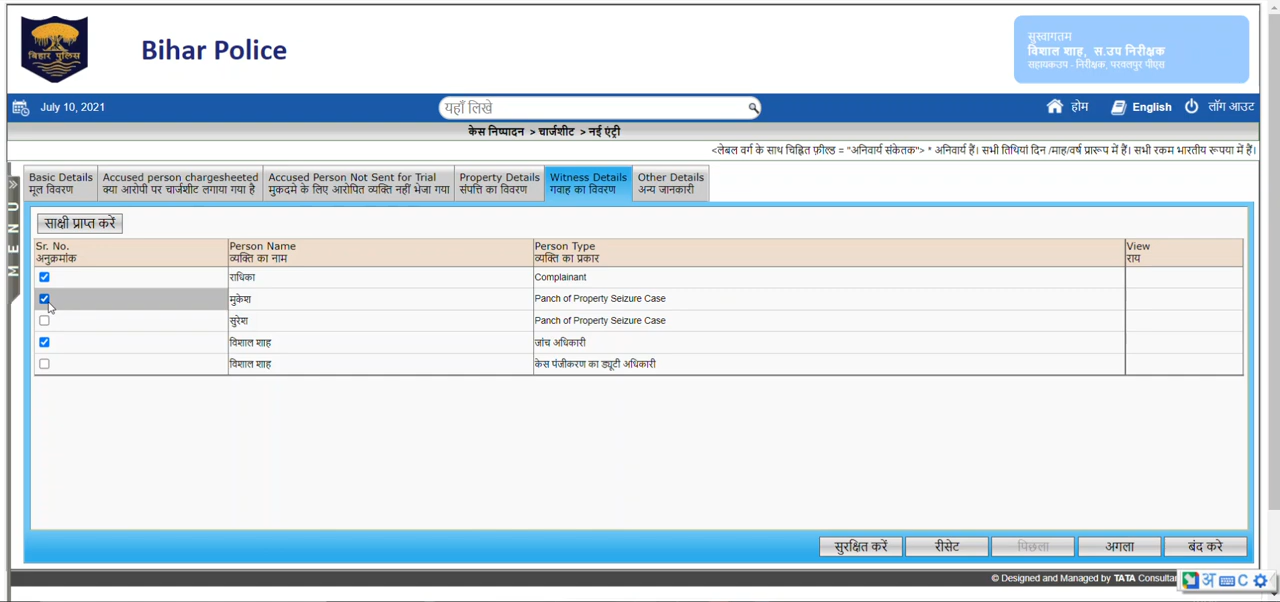 बिहार पुलिस
Bihar Police
सुस्वागतम
विशाल शाह, स.उप निरीक्षक
सहायकउप - निरीक्षक, परवलपुर पीएस
July 10, 2021
यहाँ लिखे
होम
English
लॉग आउट
केस निष्पादन > चार्जशीट > नई एंट्री
<लेबल वर्ग के साथ चिह्नित फ़ील्ड = "अनिवार्य संकेतक"> * अनिवार्य हैं। सभी तिथियां दिन /माह/वर्ष प्रारूप में हैं। सभी रकम भारतीय रूपया में हैं।
MENU
Basic Details
मूल विवरण
Accused person chargesheeted
क्या आरोपी पर चार्जशीट लगाया गया है
Accused Person Not Sent for Trial
मुकदमे के लिए आरोपित व्यक्ति नहीं भेजा गया
Property Details
संपत्ति का विवरण
Witness Details
गवाह का विवरण
Other Details
अन्य जानकारी
साक्षी प्राप्त करें
Sr. No. Person Name Person Type View
अनुक्रमांक व्यक्ति का नाम व्यक्ति का प्रकार राय
राधिका Complainant
मुकेश Panch of Property Seizure Case
सुरेश Panch of Property Seizure Case
विशाल शाह जांच अधिकारी
विशाल शाह केस पंजीकरण का ड्यूटी अधिकारी
सुरक्षित करें रीसेट पिछला अगला बंद करे
© Designed and Managed by TATA Consultan
अ